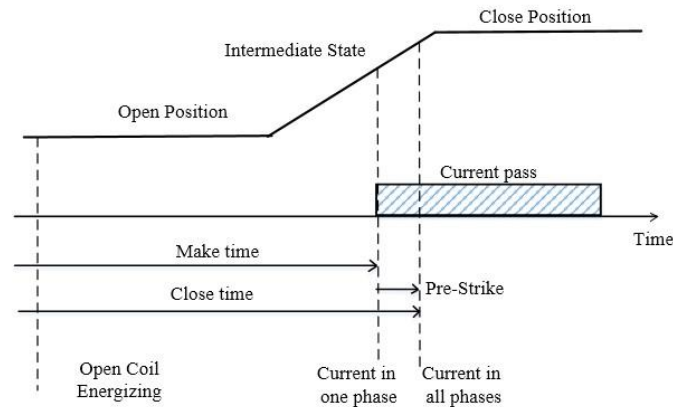 Close Position
Intermediate State
Open Position
Current pass
Time
Make time
Pre-Strike
Close time
Open Coil
Energizing
Current in
one phase
Current in
all phases